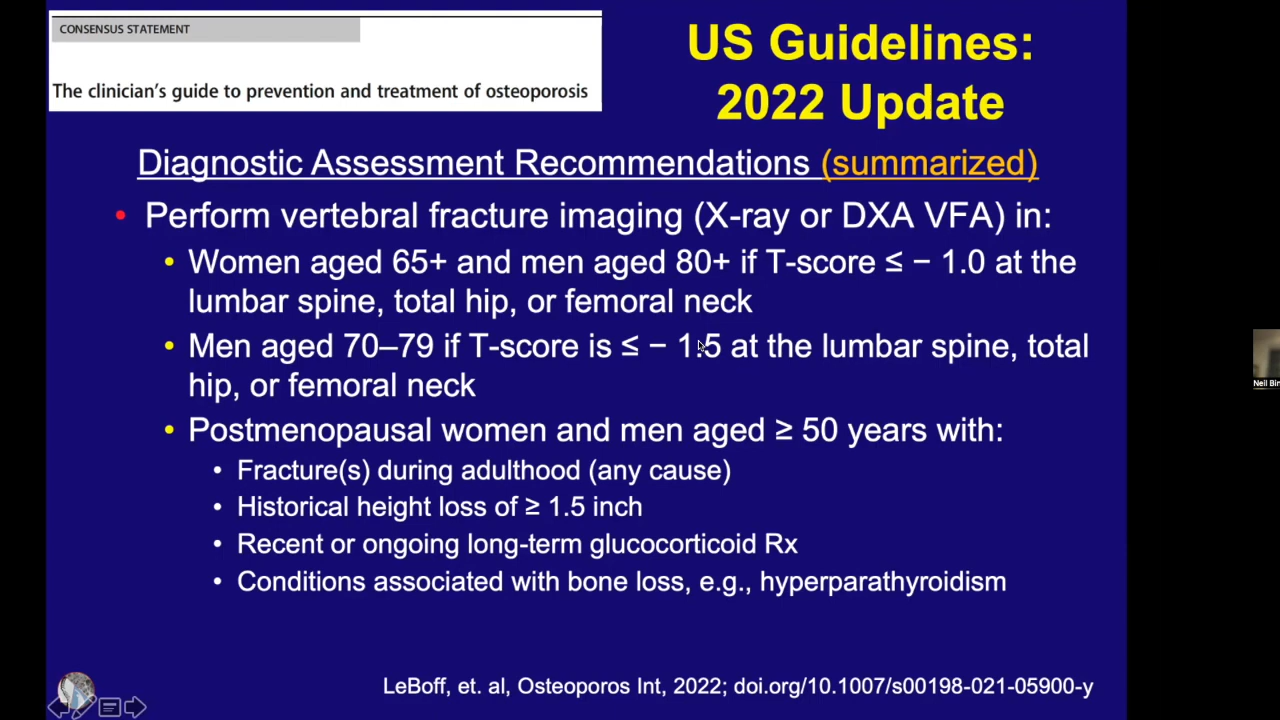 CONSENSUS STATEMENT
The clinician's guide to prevention and treatment of osteoporosis
US Guidelines:
2022 Update
Diagnostic Assessment Recommendations (summarized)
• Perform vertebral fracture imaging (X-ray or DXA VFA) in:
• Women aged 65+ and men aged 80+ if T-score ≤ − 1.0 at the
lumbar spine, total hip, or femoral neck
• Men aged 70–79 if T-score is ≤ − 1.5 at the lumbar spine, total
hip, or femoral neck
• Postmenopausal women and men aged ≥ 50 years with:
• Fracture(s) during adulthood (any cause)
• Historical height loss of ≥ 1.5 inch
• Recent or ongoing long-term glucocorticoid Rx
• Conditions associated with bone loss, e.g., hyperparathyroidism
LeBoff, et. al, Osteoporos Int, 2022; doi.org/10.1007/s00198-021-05900-y
Neil Bin